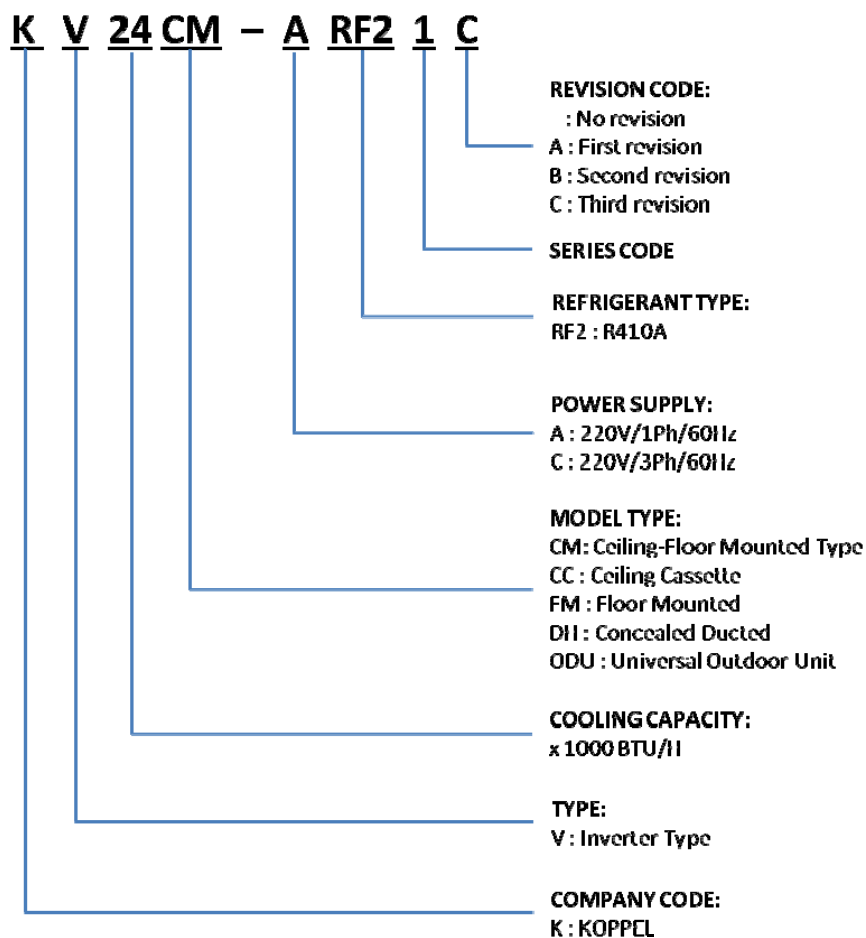 K V 24 CM – A RF2 1 C
REVISION CODE:
: No revision
A : First revision
B : Second revision
C : Third revision
SERIES CODE
REFRIGERANT TYPE:
RF2 : R410A
POWER SUPPLY:
A : 220V/1Ph/60Hz
C : 220V/3Ph/60Hz
MODEL TYPE:
CM: Ceiling-Floor Mounted Type
CC : Ceiling Cassette
FM : Floor Mounted
DH : Concealed Ducted
ODU : Universal Outdoor Unit
COOLING CAPACITY:
x 1000 BTU/H
TYPE:
V : Inverter Type
COMPANY CODE:
K : KOPPEL